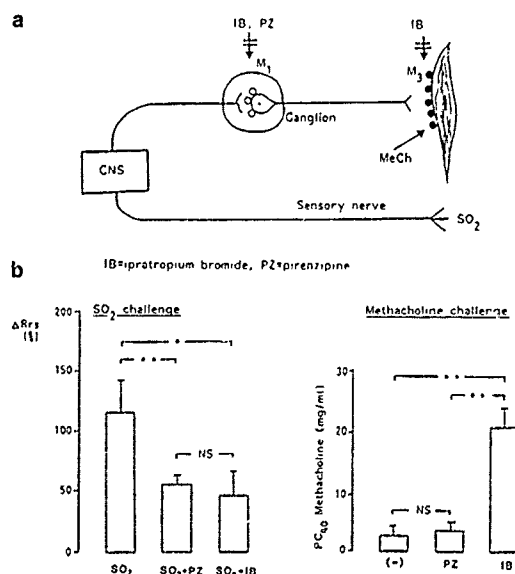 a
IB, PZ
IB
M1
M3
Ganglion
MeCh
CNS
Sensory nerve
SO2
IB=ipratropium bromide, PZ=pirenzipine
b
SO2 challenge
Methacholine challenge
ΔRrs
(%)
200
150
100
50
0
* *
*
NS
SO2
SO2+PZ
SO2+IB
PC40 Methacholine (mg/ml)
30
20
10
0
* *
* *
NS
(-)
PZ
IB